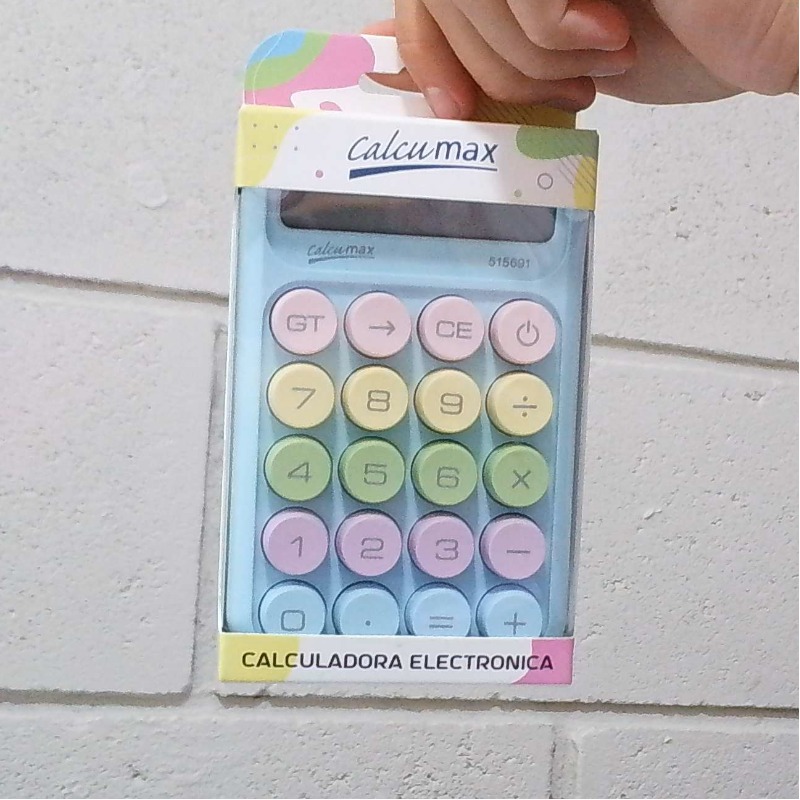 Calcumax
Calcumax 515691
GT → CE
7 8 9 ÷
4 5 6 ×
1 2 3 −
0 . = +
CALCULADORA ELECTRONICA